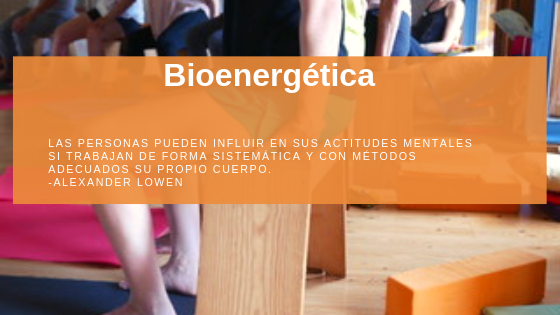 Bioenergética
LAS PERSONAS PUEDEN INFLUIR EN SUS ACTITUDES MENTALES
SI TRABAJAN DE FORMA SISTEMÁTICA Y CON MÉTODOS
ADECUADOS SU PROPIO CUERPO.
-ALEXANDER LOWEN